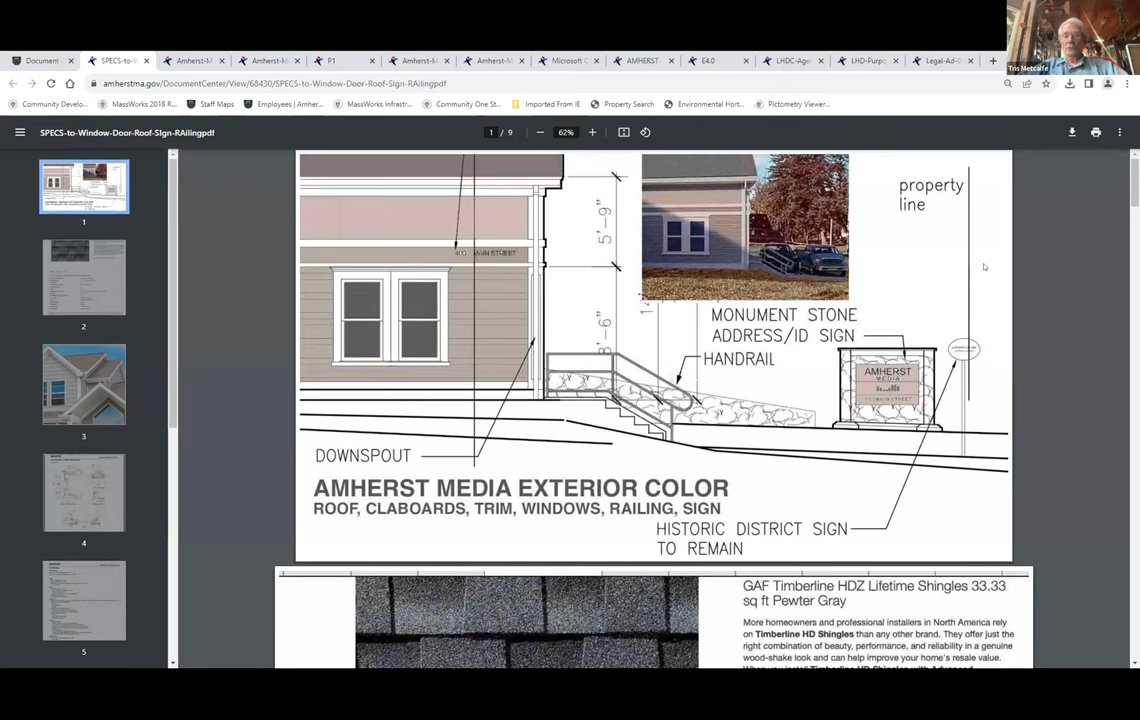 Tris Metcalfe
Document
SPECS-to-W
Amherst-M
Amherst-M
P1
Amherst-M
Amherst-M
Microsoft C
AMHERST
E4.0
LHDC-Age
LHD-Purpo
Legal-Ad-0
amherstma.gov/DocumentCenter/View/68430/SPECS-to-Window-Door-Roof-SIgn-RAilingpdf
Community Develo...
MassWorks 2018 R...
Staff Maps
Employees | Amher...
MassWorks Infrastr...
Community One St...
Imported From IE
Property Search
Environmental Hort...
Pictometry Viewer...
SPECS-to-Window-Door-Roof-SIgn-RAilingpdf
1 / 9
62%
1
2
3
4
5
property
line
5'-9"
400 MAIN STREET
8'-6"
MONUMENT STONE
ADDRESS/ID SIGN
HANDRAIL
AMHERST
MEDIA
DOWNSPOUT
AMHERST MEDIA EXTERIOR COLOR
ROOF, CLABOARDS, TRIM, WINDOWS, RAILING, SIGN
HISTORIC DISTRICT SIGN
TO REMAIN
GAF Timberline HDZ Lifetime Shingles 33.33
sq ft Pewter Gray
More homeowners and professional installers in North America rely
on Timberline HD Shingles than any other brand. They offer just the
right combination of beauty, performance, and reliability in a genuine
wood-shake look and can help improve your home's resale value.